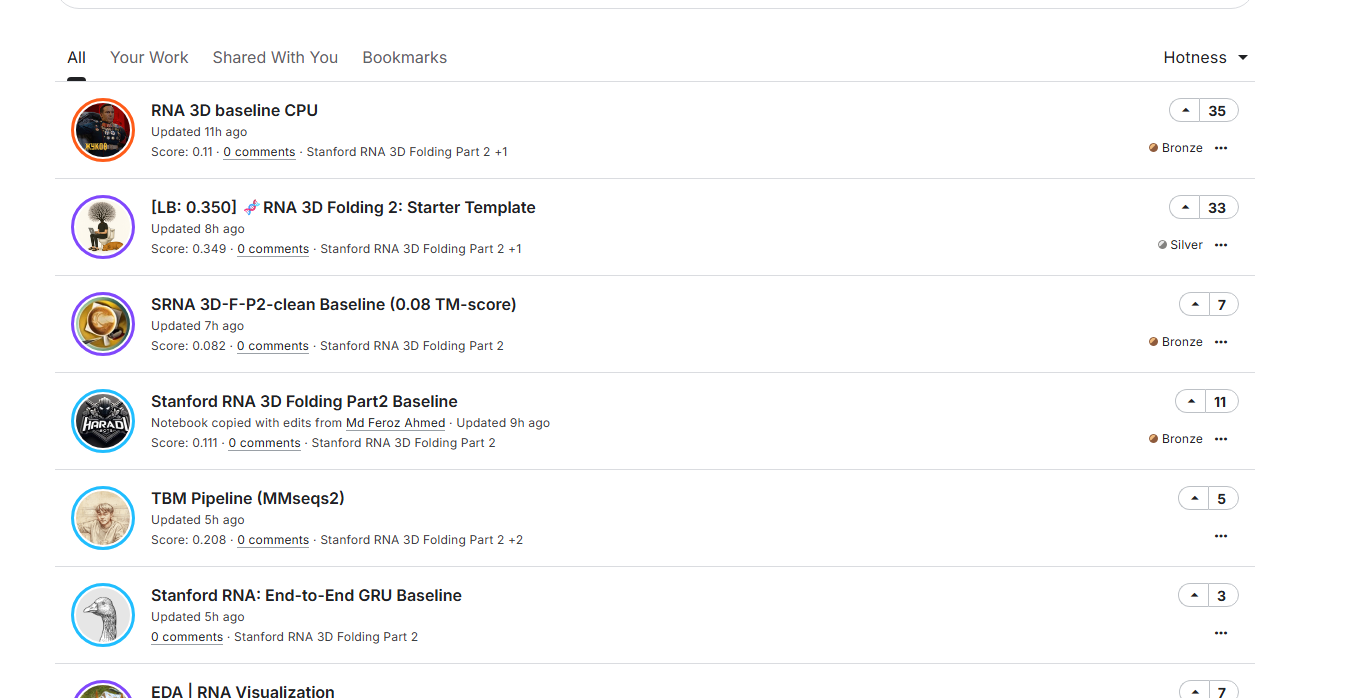 All Your Work Shared With You Bookmarks Hotness
RNA 3D baseline CPU 35
Updated 11h ago
Score: 0.11 · 0 comments · Stanford RNA 3D Folding Part 2 +1 Bronze
[LB: 0.350] 🧬 RNA 3D Folding 2: Starter Template 33
Updated 8h ago
Score: 0.349 · 0 comments · Stanford RNA 3D Folding Part 2 +1 Silver
SRNA 3D-F-P2-clean Baseline (0.08 TM-score) 7
Updated 7h ago
Score: 0.082 · 0 comments · Stanford RNA 3D Folding Part 2 Bronze
Stanford RNA 3D Folding Part2 Baseline 11
Notebook copied with edits from Md Feroz Ahmed · Updated 9h ago
Score: 0.111 · 0 comments · Stanford RNA 3D Folding Part 2 Bronze
TBM Pipeline (MMseqs2) 5
Updated 5h ago
Score: 0.208 · 0 comments · Stanford RNA 3D Folding Part 2 +2
Stanford RNA: End-to-End GRU Baseline 3
Updated 5h ago
0 comments · Stanford RNA 3D Folding Part 2
EDA | RNA Visualization 7